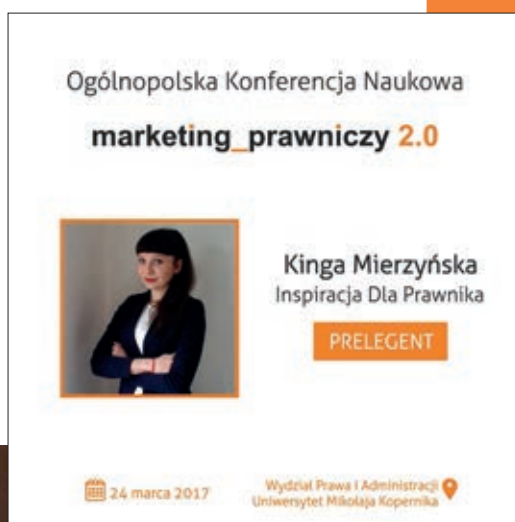 Ogólnopolska Konferencja Naukowa
marketing_prawniczy 2.0
Kinga Mierzyńska
Inspiracja Dla Prawnika
PRELEGENT
24 marca 2017
Wydział Prawa I Administracji
Uniwersytet Mikołaja Kopernika